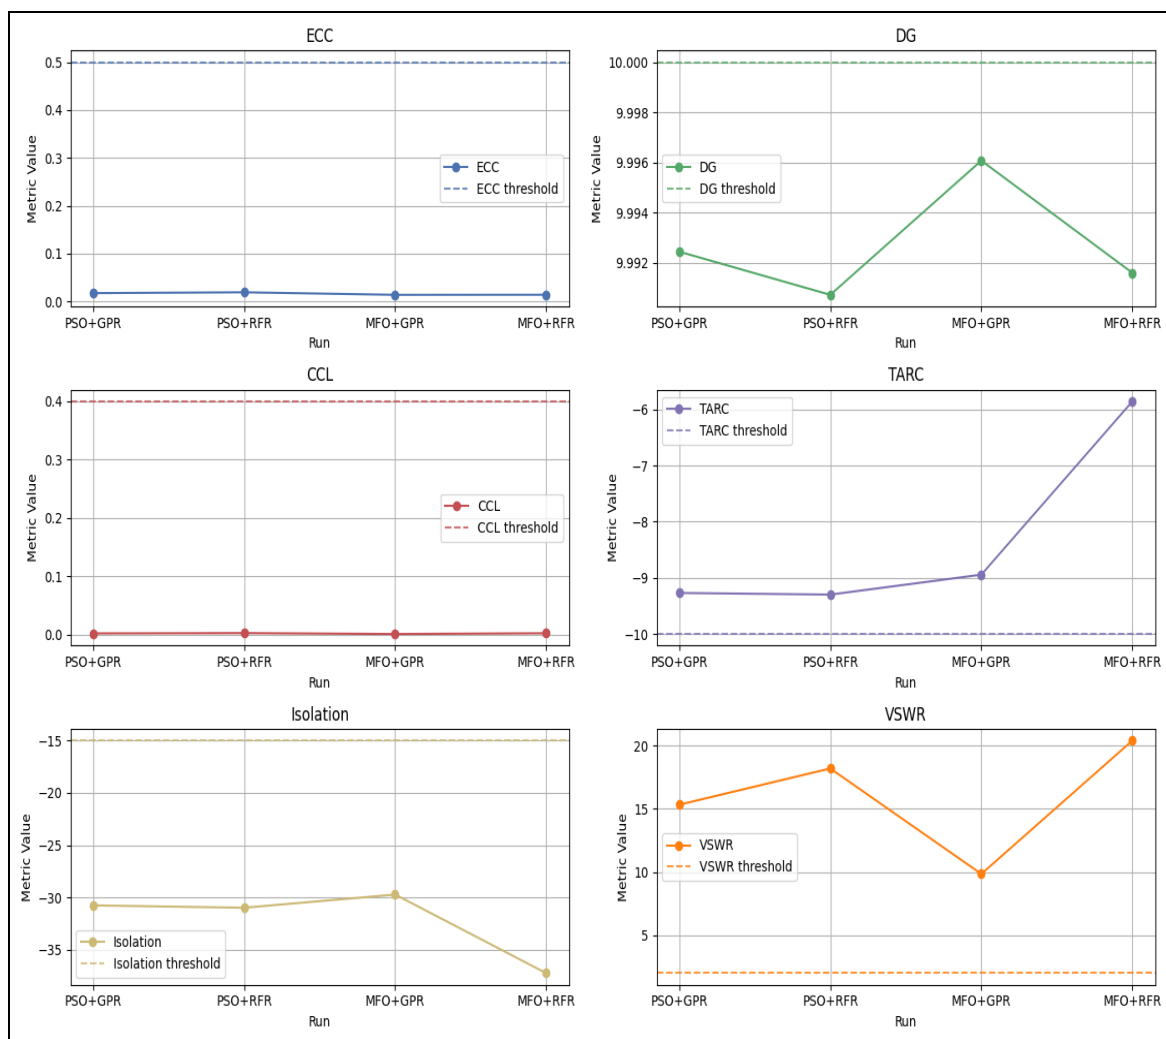 ECC
Metric Value
0.5
0.4
0.3
0.2
0.1
0.0
ECC
ECC threshold
PSO+GPR PSO+RFR MFO+GPR MFO+RFR
Run
DG
Metric Value
10.000
9.998
9.996
9.994
9.992
DG
DG threshold
PSO+GPR PSO+RFR MFO+GPR MFO+RFR
Run
CCL
Metric Value
0.4
0.3
0.2
0.1
0.0
CCL
CCL threshold
PSO+GPR PSO+RFR MFO+GPR MFO+RFR
Run
TARC
Metric Value
−6
−7
−8
−9
−10
TARC
TARC threshold
PSO+GPR PSO+RFR MFO+GPR MFO+RFR
Run
Isolation
Metric Value
−15
−20
−25
−30
−35
Isolation
Isolation threshold
PSO+GPR PSO+RFR MFO+GPR MFO+RFR
Run
VSWR
Metric Value
20
15
10
5
VSWR
VSWR threshold
PSO+GPR PSO+RFR MFO+GPR MFO+RFR
Run